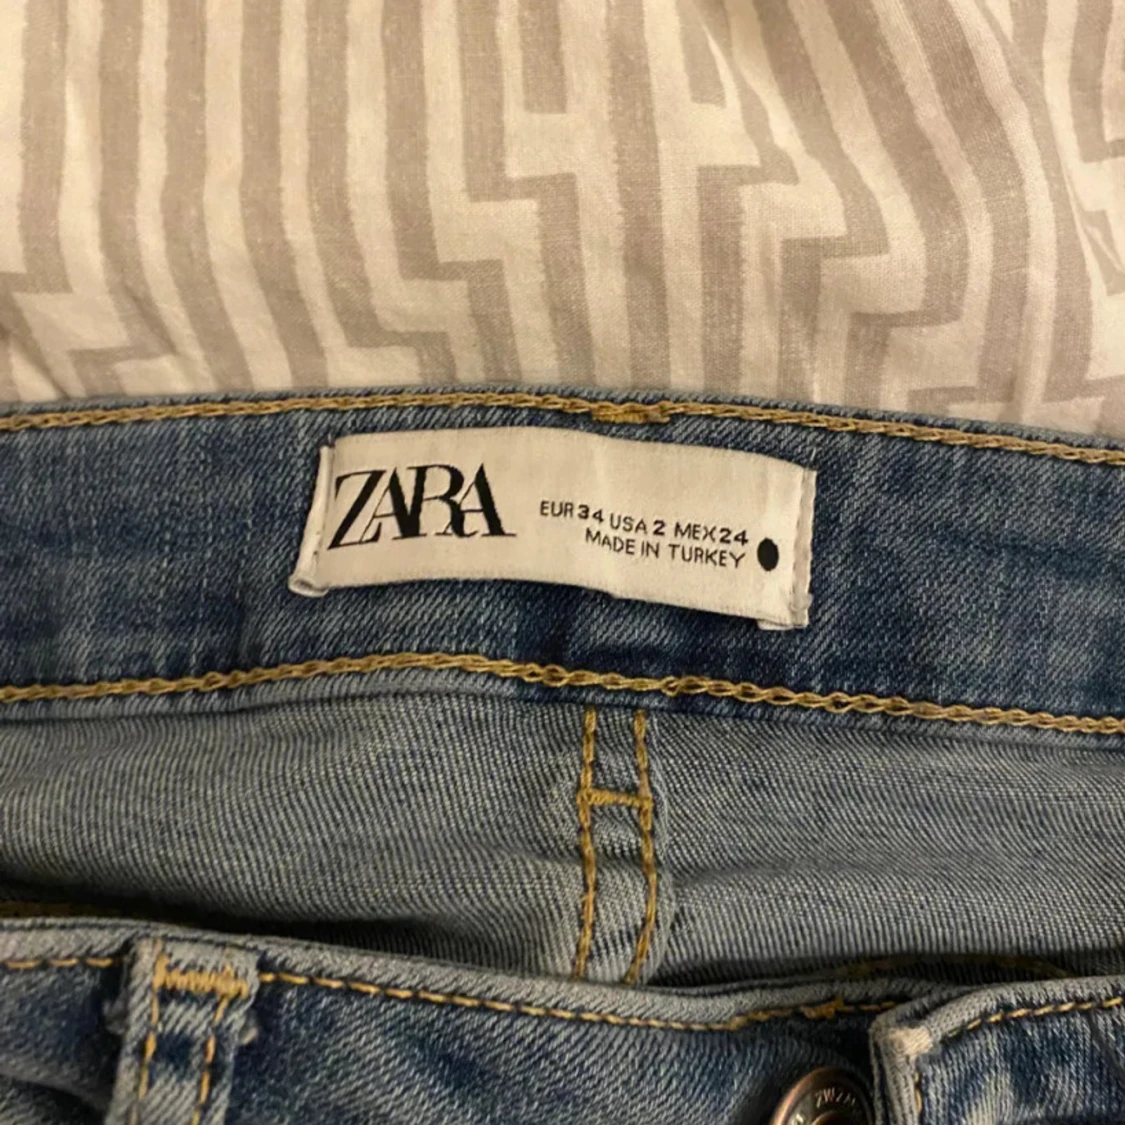 ZARA
EUR 34 USA 2 MEX 24
MADE IN TURKEY